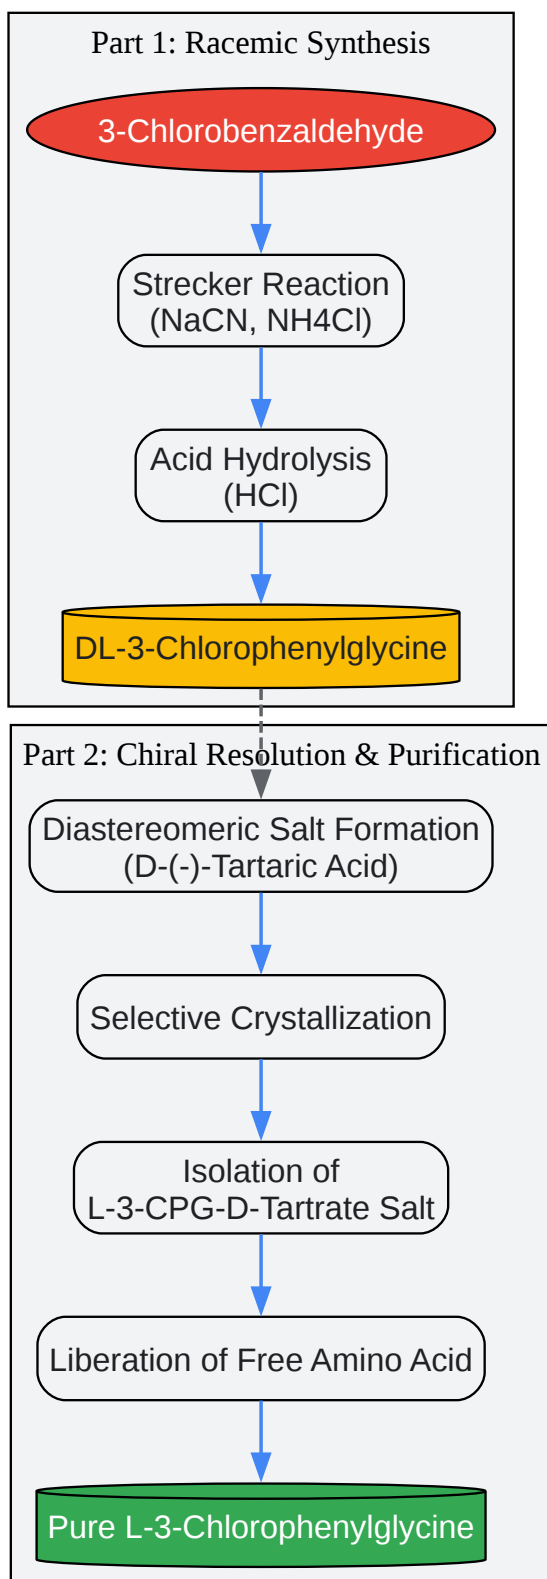 Part 1: Racemic Synthesis
3-Chlorobenzaldehyde
Strecker Reaction
(NaCN, NH4Cl)
Acid Hydrolysis
(HCl)
DL-3-Chlorophenylglycine
Part 2: Chiral Resolution & Purification
Diastereomeric Salt Formation
(D-(-)-Tartaric Acid)
Selective Crystallization
Isolation of
L-3-CPG-D-Tartrate Salt
Liberation of Free Amino Acid
Pure L-3-Chlorophenylglycine